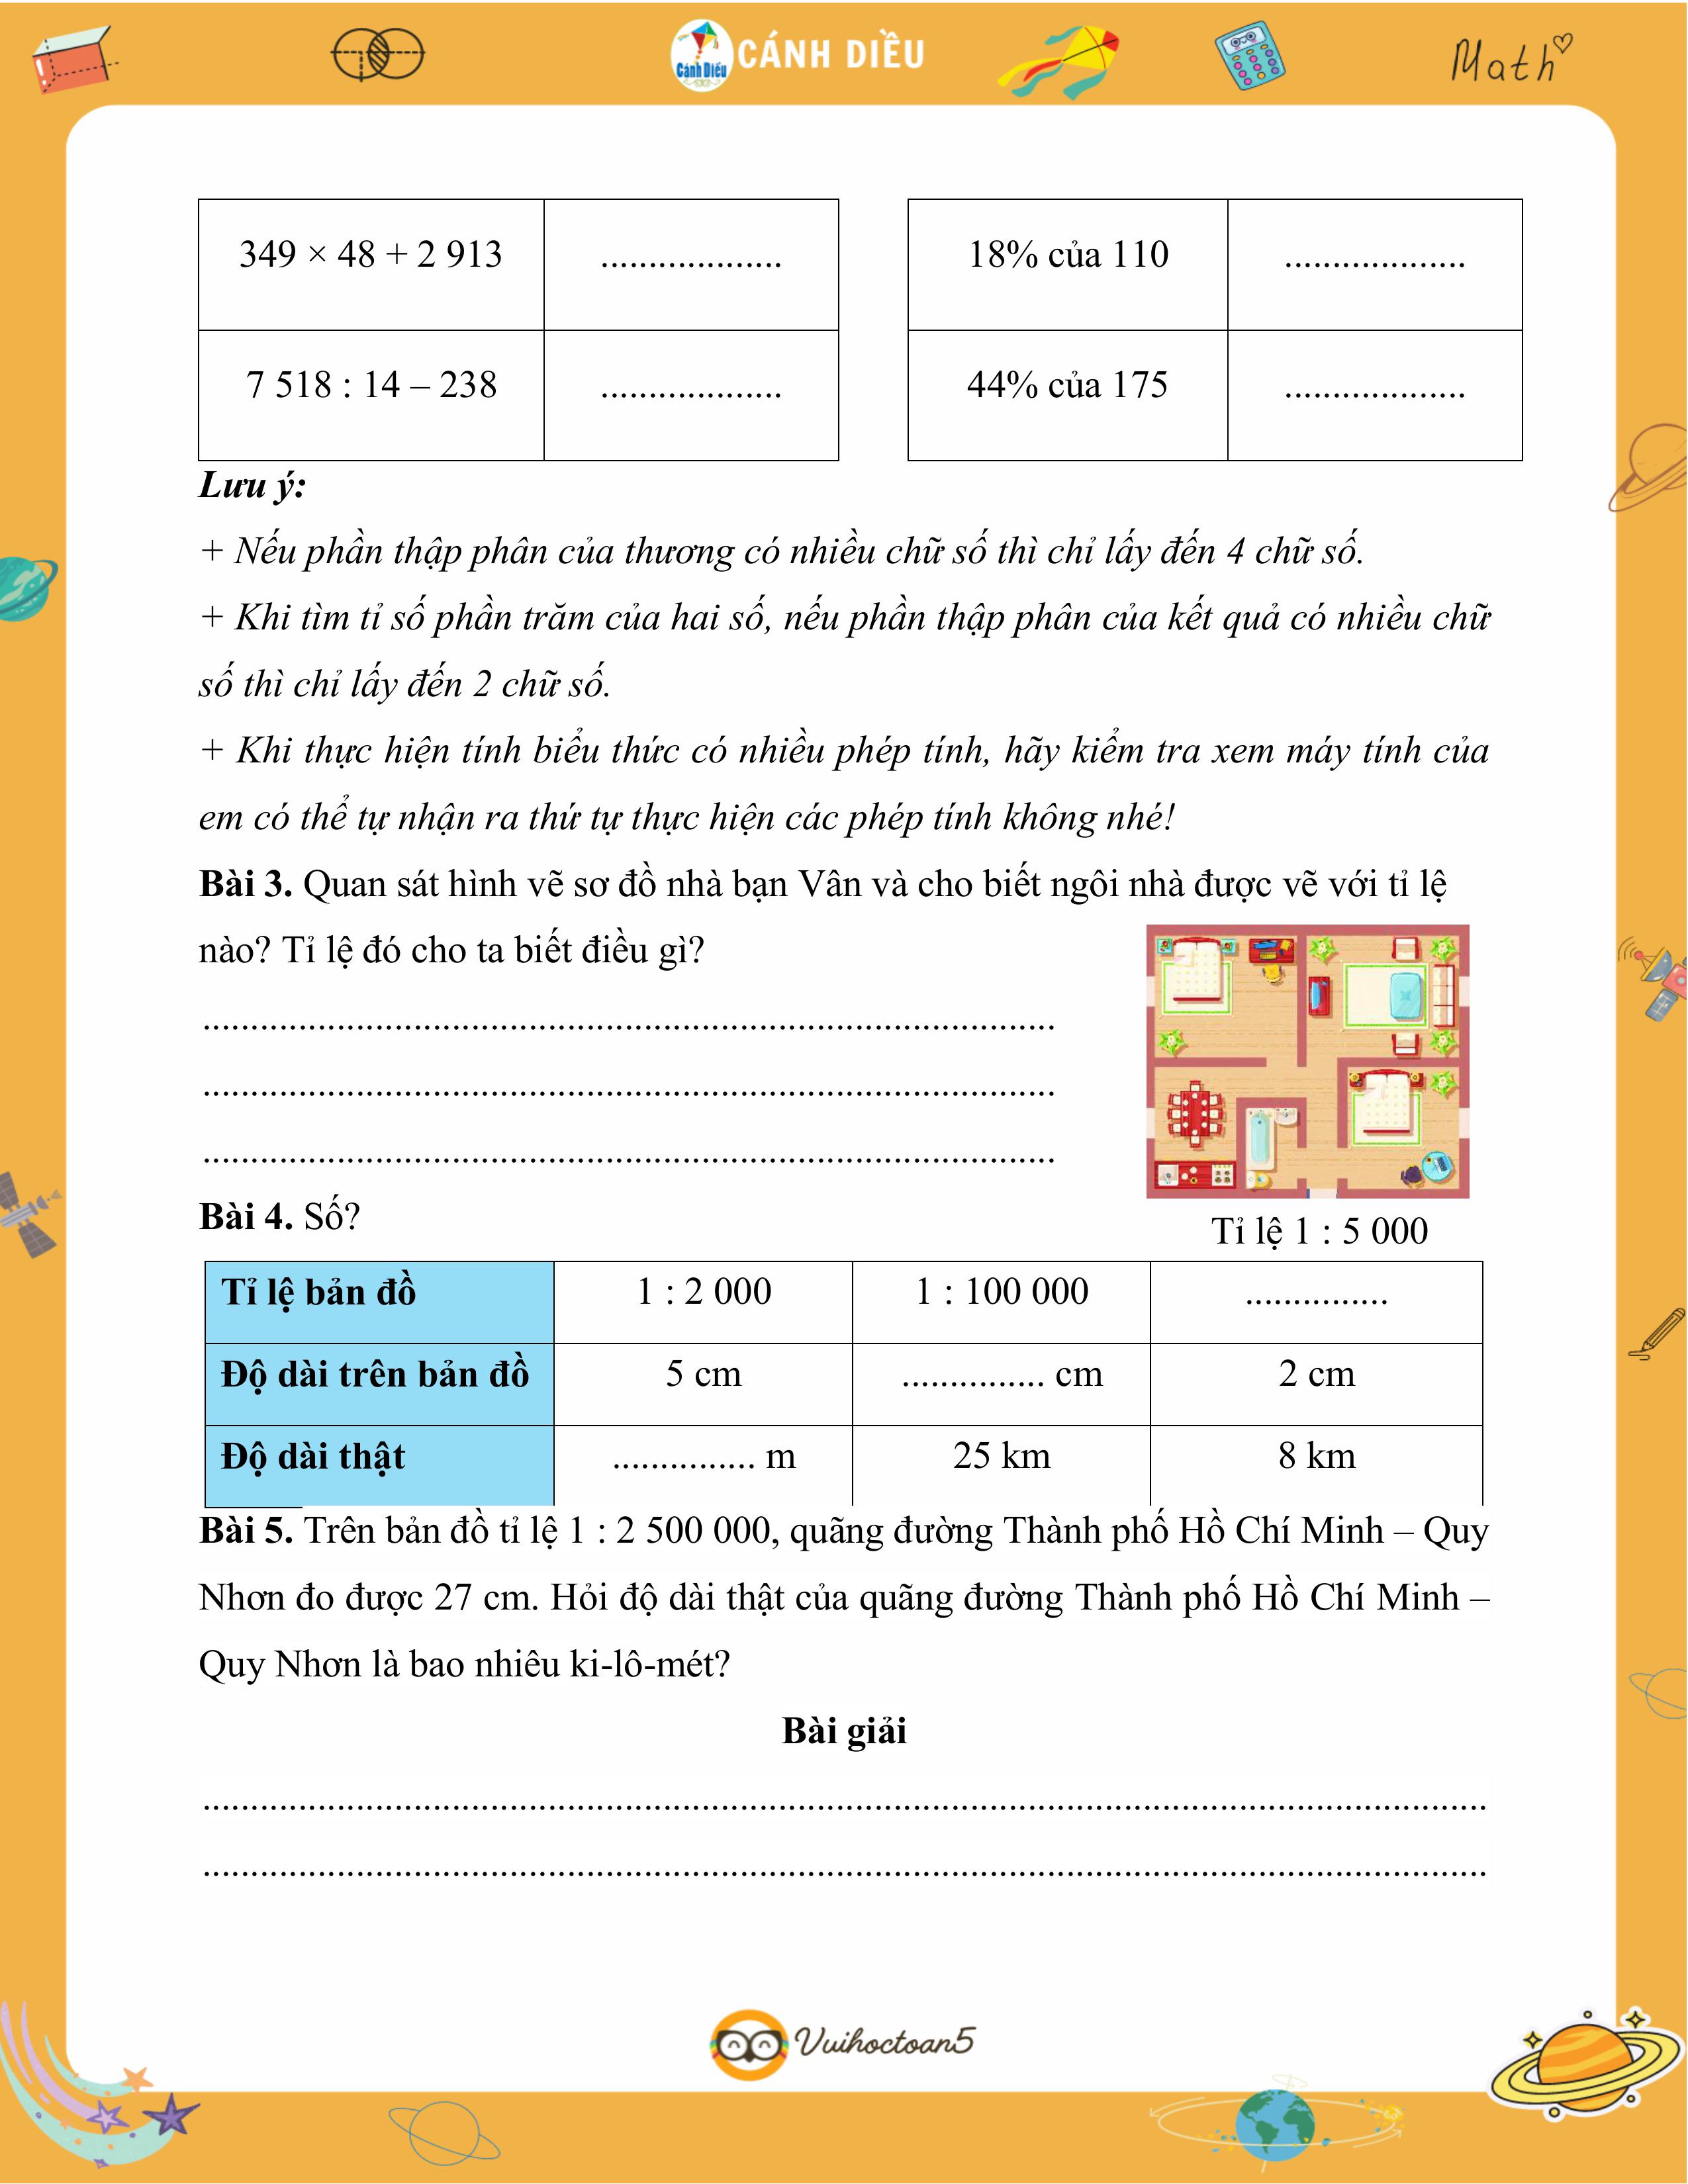 Cánh Diều CÁNH DIỀU Math
349 × 48 + 2 913 ................... 18% của 110 ...................
7 518 : 14 – 238 ................... 44% của 175 ...................
Lưu ý:
+ Nếu phần thập phân của thương có nhiều chữ số thì chỉ lấy đến 4 chữ số.
+ Khi tìm tỉ số phần trăm của hai số, nếu phần thập phân của kết quả có nhiều chữ
số thì chỉ lấy đến 2 chữ số.
+ Khi thực hiện tính biểu thức có nhiều phép tính, hãy kiểm tra xem máy tính của
em có thể tự nhận ra thứ tự thực hiện các phép tính không nhé!
Bài 3. Quan sát hình vẽ sơ đồ nhà bạn Vân và cho biết ngôi nhà được vẽ với tỉ lệ
nào? Tỉ lệ đó cho ta biết điều gì?
.........................................................................................
.........................................................................................
.........................................................................................
Bài 4. Số?
Tỉ lệ 1 : 5 000
Tỉ lệ bản đồ 1 : 2 000 1 : 100 000 ...............
Độ dài trên bản đồ 5 cm ............... cm 2 cm
Độ dài thật ............... m 25 km 8 km
Bài 5. Trên bản đồ tỉ lệ 1 : 2 500 000, quãng đường Thành phố Hồ Chí Minh – Quy
Nhơn đo được 27 cm. Hỏi độ dài thật của quãng đường Thành phố Hồ Chí Minh –
Quy Nhơn là bao nhiêu ki-lô-mét?
Bài giải
......................................................................................................................................
......................................................................................................................................
Vuihoctoan5